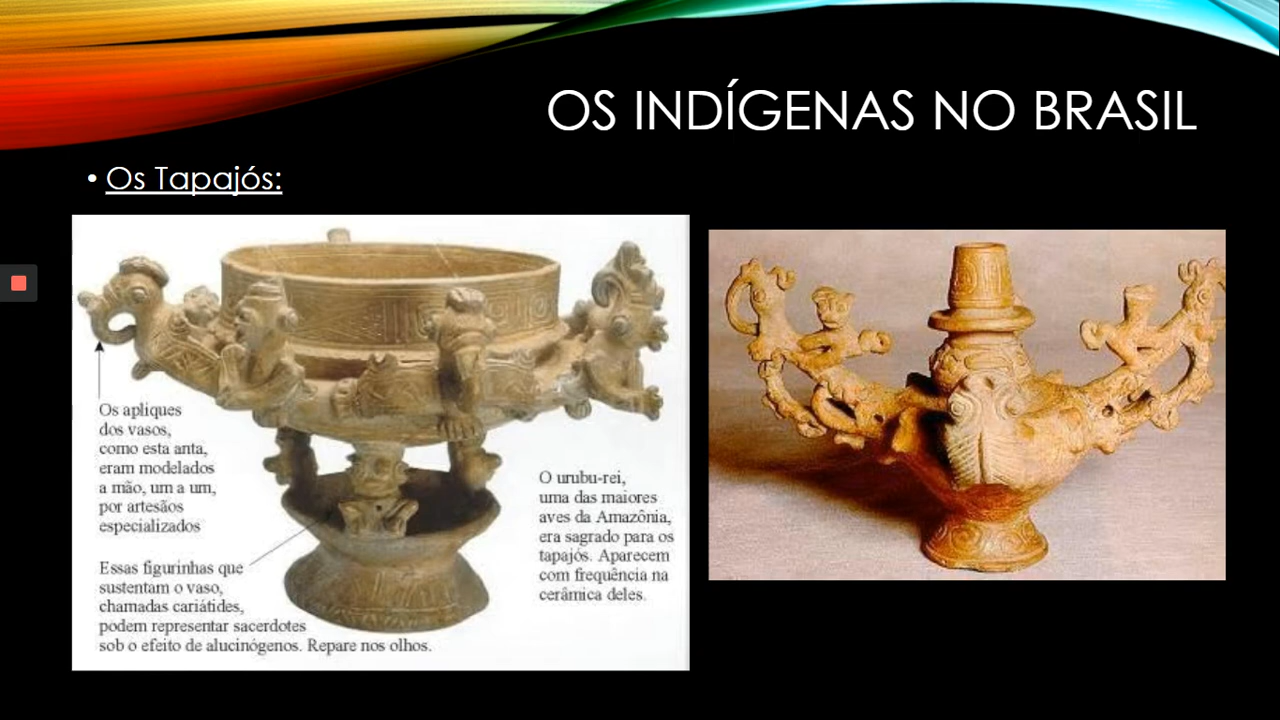 OS INDÍGENAS NO BRASIL
• Os Tapajós:
Os apliques
dos vasos,
como esta anta,
eram modelados
a mão, um a um,
por artesãos
especializados
Essas figurinhas que
sustentam o vaso,
chamadas cariátides,
podem representar sacerdotes
sob o efeito de alucinógenos. Repare nos olhos.
O urubu-rei,
uma das maiores
aves da Amazônia,
era sagrado para os
tapajós. Aparecem
com frequência na
cerâmica deles.